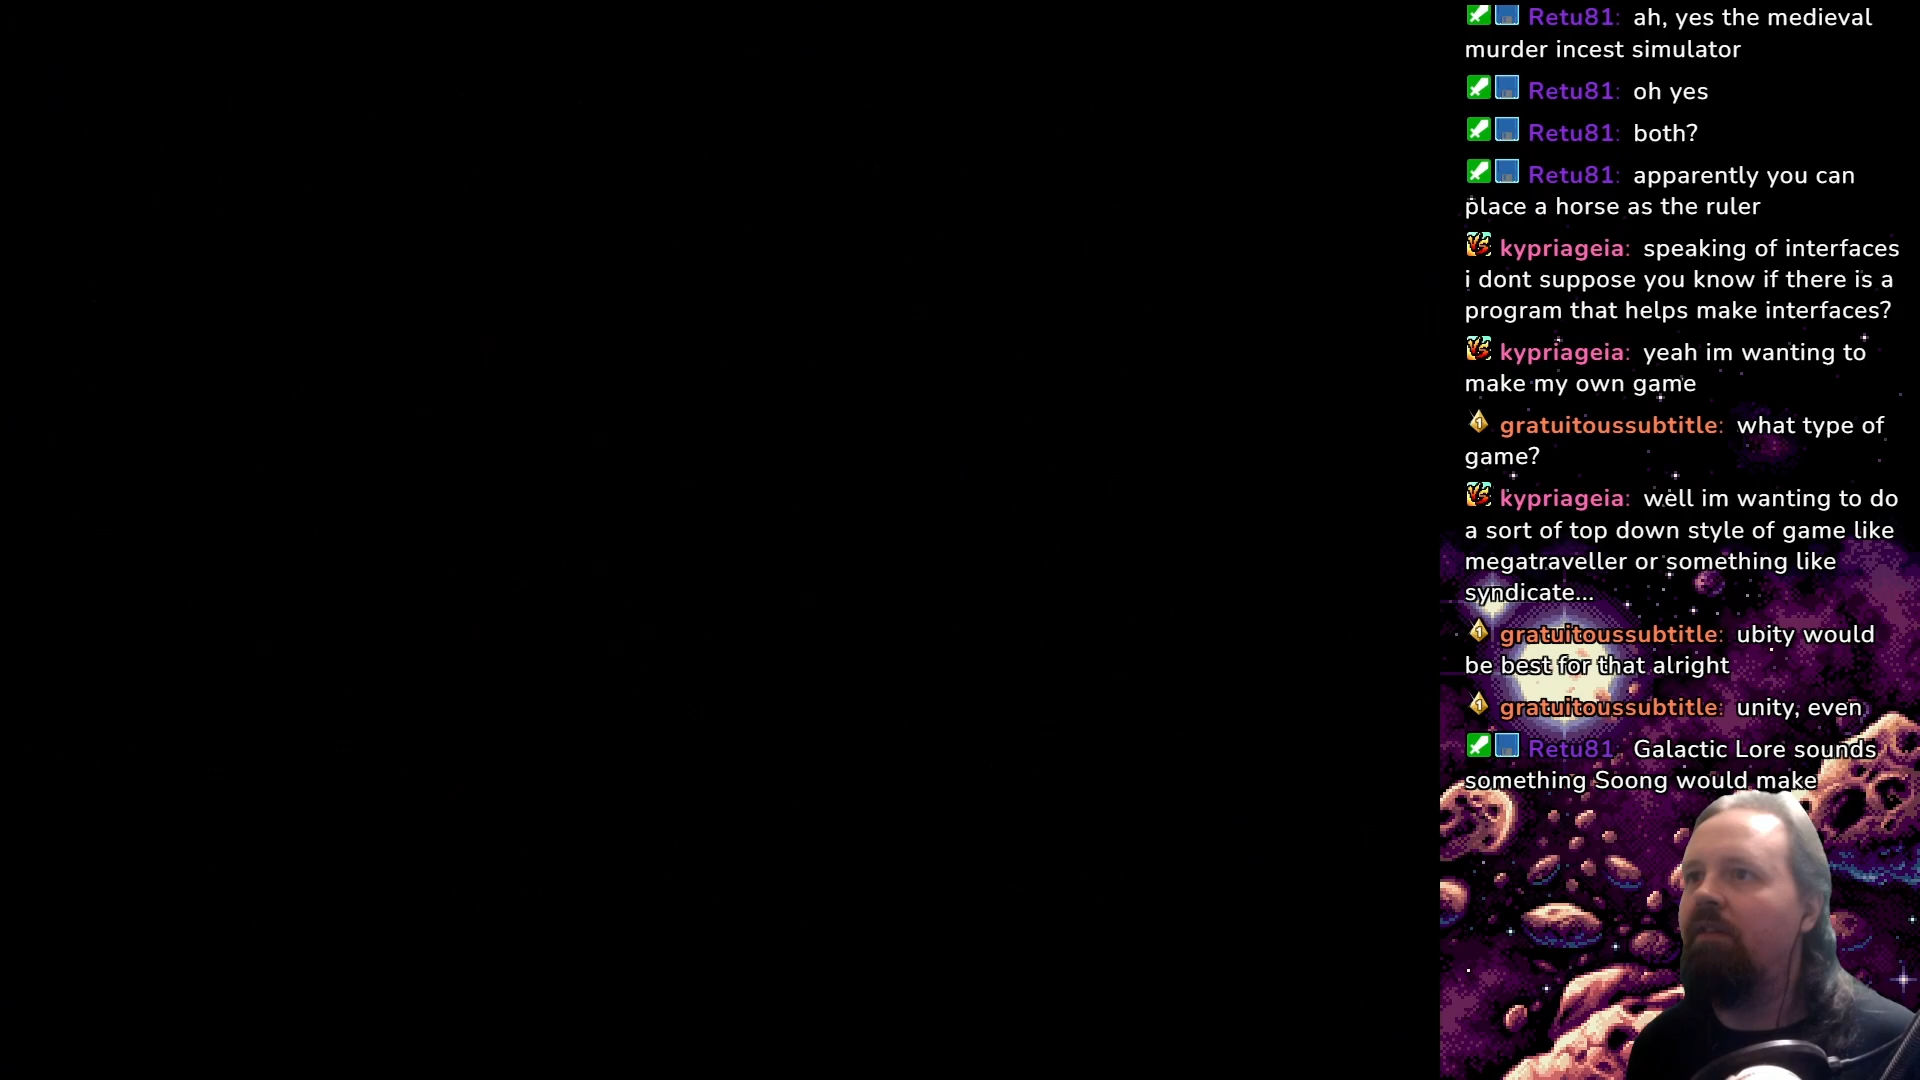 Retu81: ah, yes the medieval
murder incest simulator
Retu81: oh yes
Retu81: both?
Retu81: apparently you can
place a horse as the ruler
kypriageia: speaking of interfaces
i dont suppose you know if there is a
program that helps make interfaces?
kypriageia: yeah im wanting to
make my own game
gratuitoussubtitle: what type of
game?
kypriageia: well im wanting to do
a sort of top down style of game like
megatraveller or something like
syndicate...
gratuitoussubtitle: ubity would
be best for that alright
gratuitoussubtitle: unity, even
Retu81: Galactic Lore sounds
something Soong would make